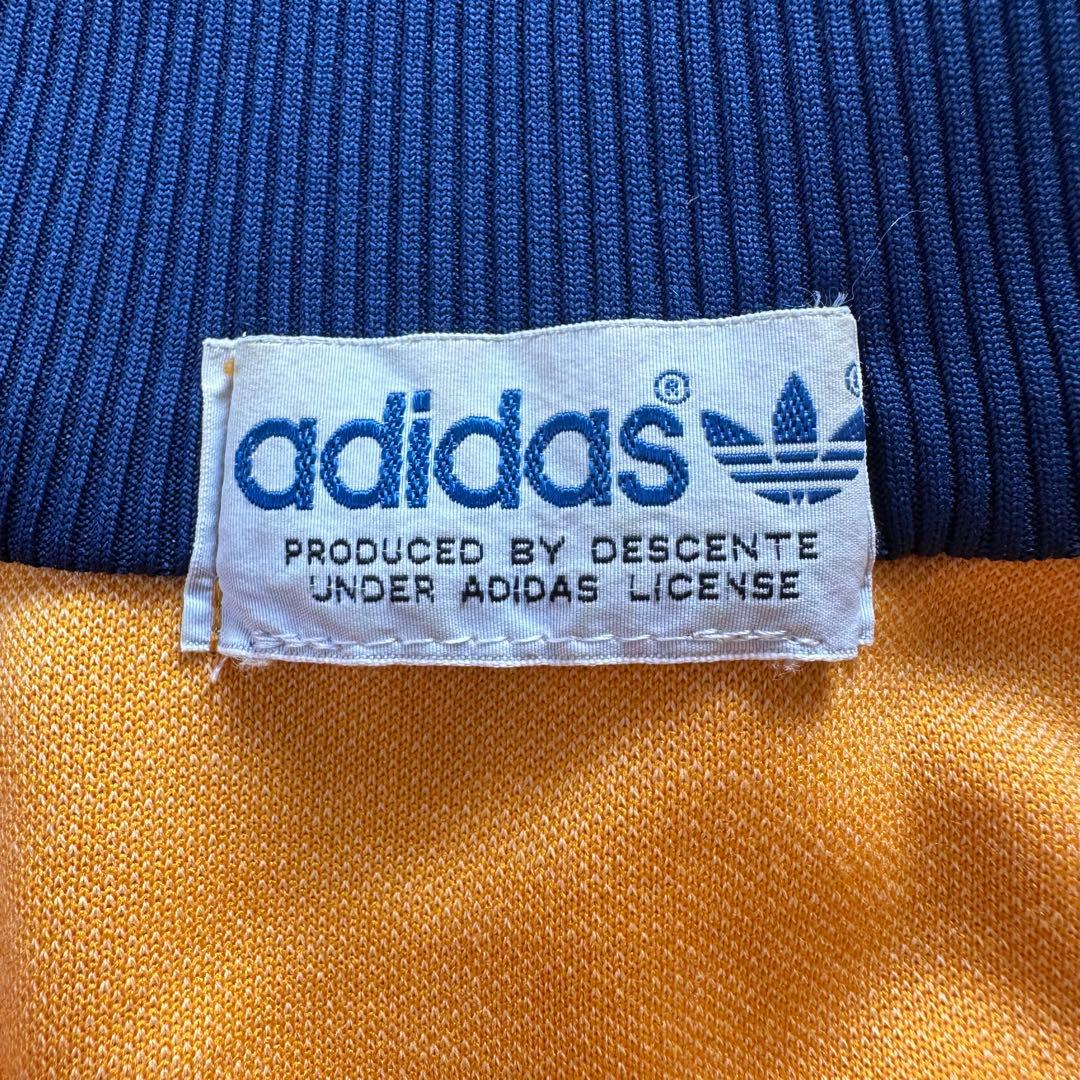 adidas®
PRODUCED BY DESCENTE
UNDER ADIDAS LICENSE